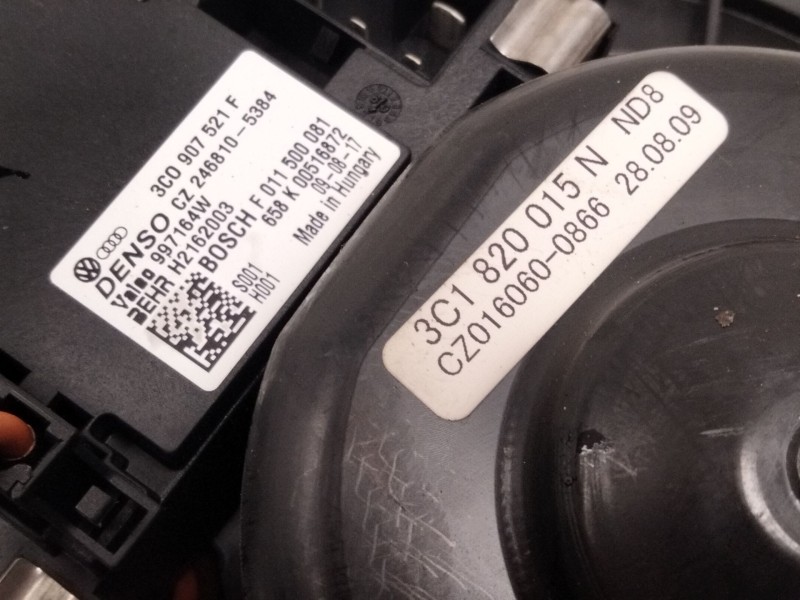 3C0 907 521 F
DENSO CZ 246810-5384
Valeo 997164W
BEHR H2162003
BOSCH F 011 500 081
658 K 00516872
09-08-17
S001
H001
Made in Hungary
3C1 820 015 N ND8
CZ016060-0866 28.08.09